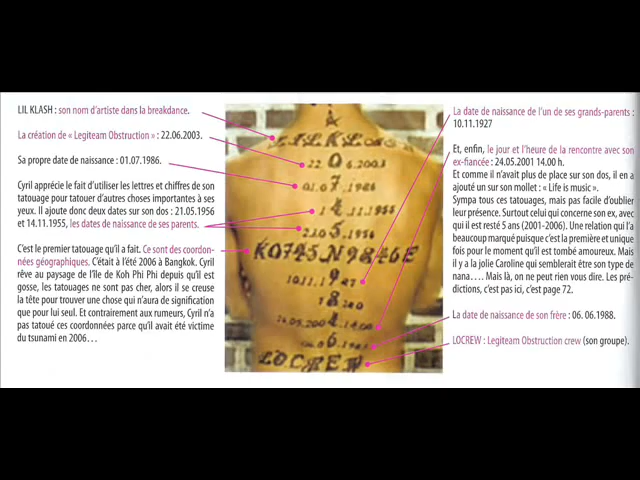 LIL KLASH : son nom d'artiste dans la breakdance.
La création de « Legiteam Obstruction » : 22.06.2003.
Sa propre date de naissance : 01.07.1986.
Cyril apprécie le fait d'utiliser les lettres et chiffres de son
tatouage pour tatouer d'autres choses importantes à ses
yeux. Il ajoute donc deux dates sur son dos : 21.05.1956
et 14.11.1955, les dates de naissance de ses parents.
C'est le premier tatouage qu'il a fait. Ce sont des coordon-
nées géographiques. C'était à l'été 2006 à Bangkok. Cyril
rêve au paysage de l'île de Koh Phi Phi depuis qu'il est
gosse, les tatouages ne sont pas cher, alors il se creuse
la tête pour trouver une chose qui n'aura de signification
que pour lui seul. Et contrairement aux rumeurs, Cyril n'a
pas tatoué ces coordonnées parce qu'il avait été victime
du tsunami en 2006…
LILKLASH
22.06.2003
01.07.1986
14.11.1955
21.05.1956
KO745N9846E
10.11.1927
LOCREW
La date de naissance de l'un de ses grands-parents :
10.11.1927
Et, enfin, le jour et l'heure de la rencontre avec son
ex-fiancée : 24.05.2001 14.00 h.
Et comme il n'avait plus de place sur son dos, il en a
ajouté un sur son mollet : « Life is music ».
Sympa tous ces tatouages, mais pas facile d'oublier
leur présence. Surtout celui qui concerne son ex, avec
qui il est resté 5 ans (2001-2006). Une relation qui l'a
beaucoup marqué puisque c'est la première et unique
fois pour le moment qu'il est tombé amoureux. Mais
il y a la jolie Caroline qui semblerait être son type de
nana…. Mais là, on ne peut rien vous dire. Les pré-
dictions, c'est pas ici, c'est page 72.
La date de naissance de son frère : 06. 06.1988.
LOCREW : Legiteam Obstruction crew (son groupe).